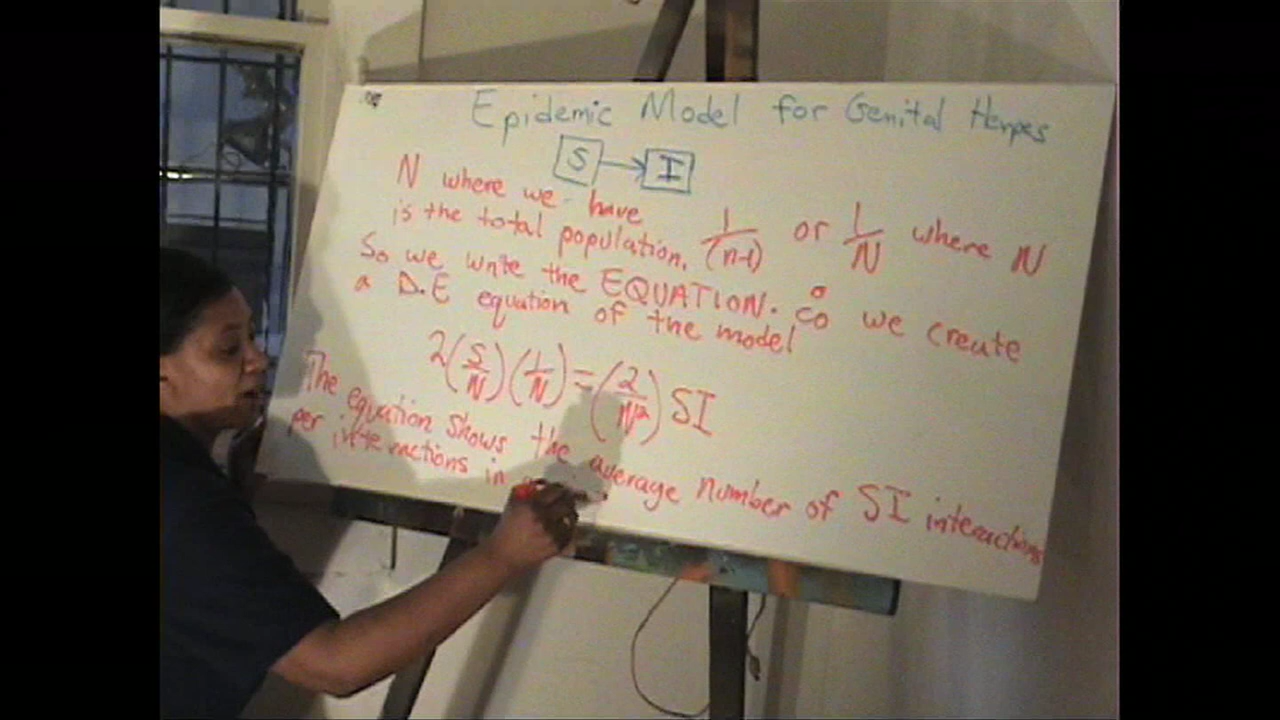 Epidemic Model for Genital Herpes
S → I
N where we have 1/(n-1) or 1/N where N
is the total population.
So we write the EQUATION. So we create
a D.E equation of the model
2(S/N)(1/N)=(2/N²)SI
The equation shows the average number of SI interactions
per interactions in